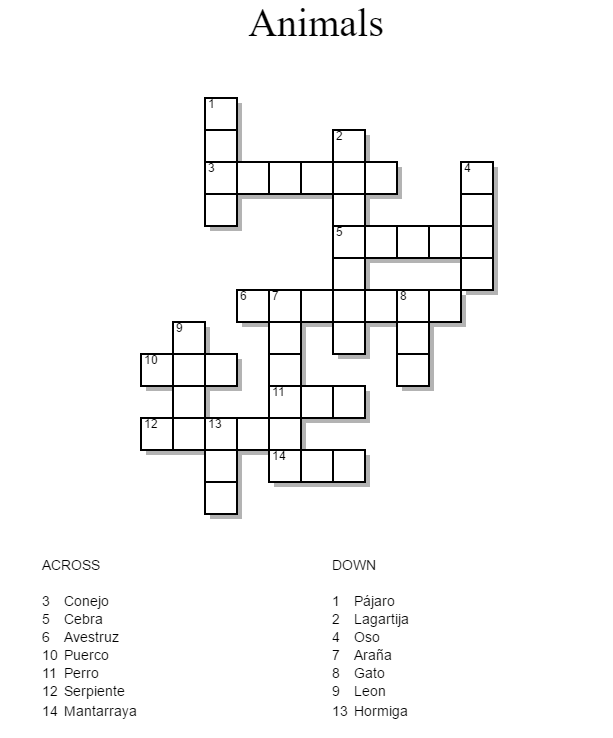 Animals
1
2
3
4
5
6 7 8
9
10
11
12 13
14
ACROSS
3 Conejo
5 Cebra
6 Avestruz
10 Puerco
11 Perro
12 Serpiente
14 Mantarraya
DOWN
1 Pájaro
2 Lagartija
4 Oso
7 Araña
8 Gato
9 Leon
13 Hormiga